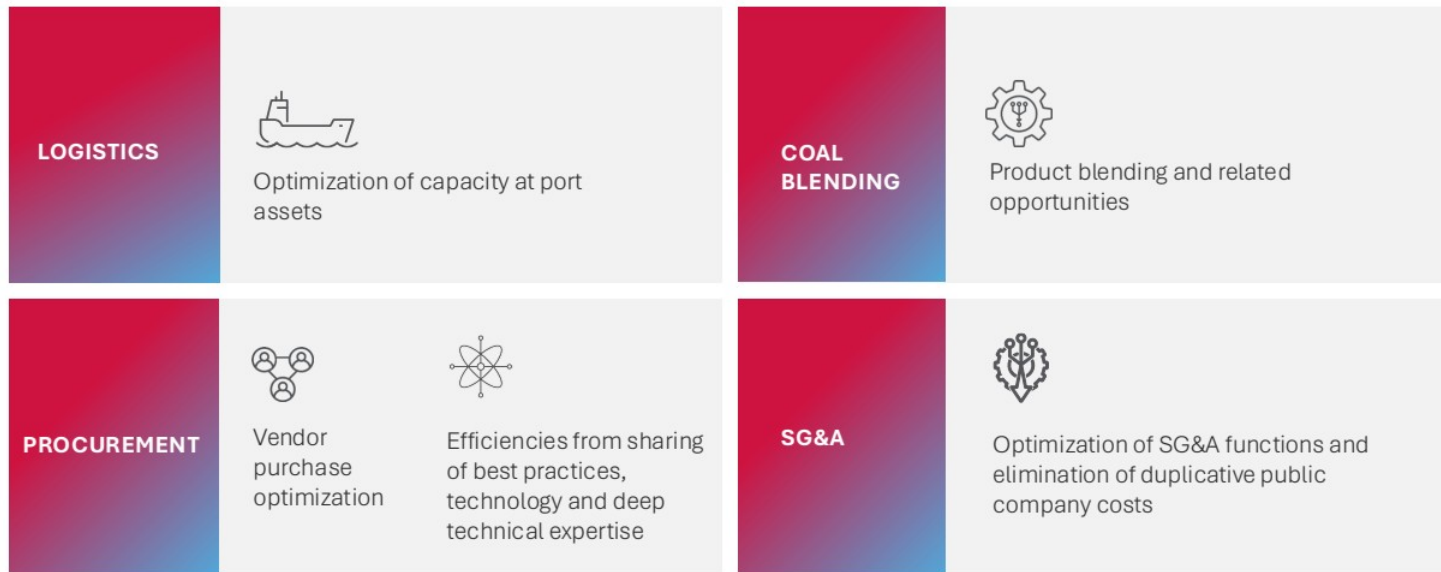 LOGISTICS
Optimization of capacity at port
assets
COAL
BLENDING
Product blending and related
opportunities
PROCUREMENT
Vendor
purchase
optimization
Efficiencies from sharing
of best practices,
technology and deep
technical expertise
SG&A
Optimization of SG&A functions and
elimination of duplicative public
company costs